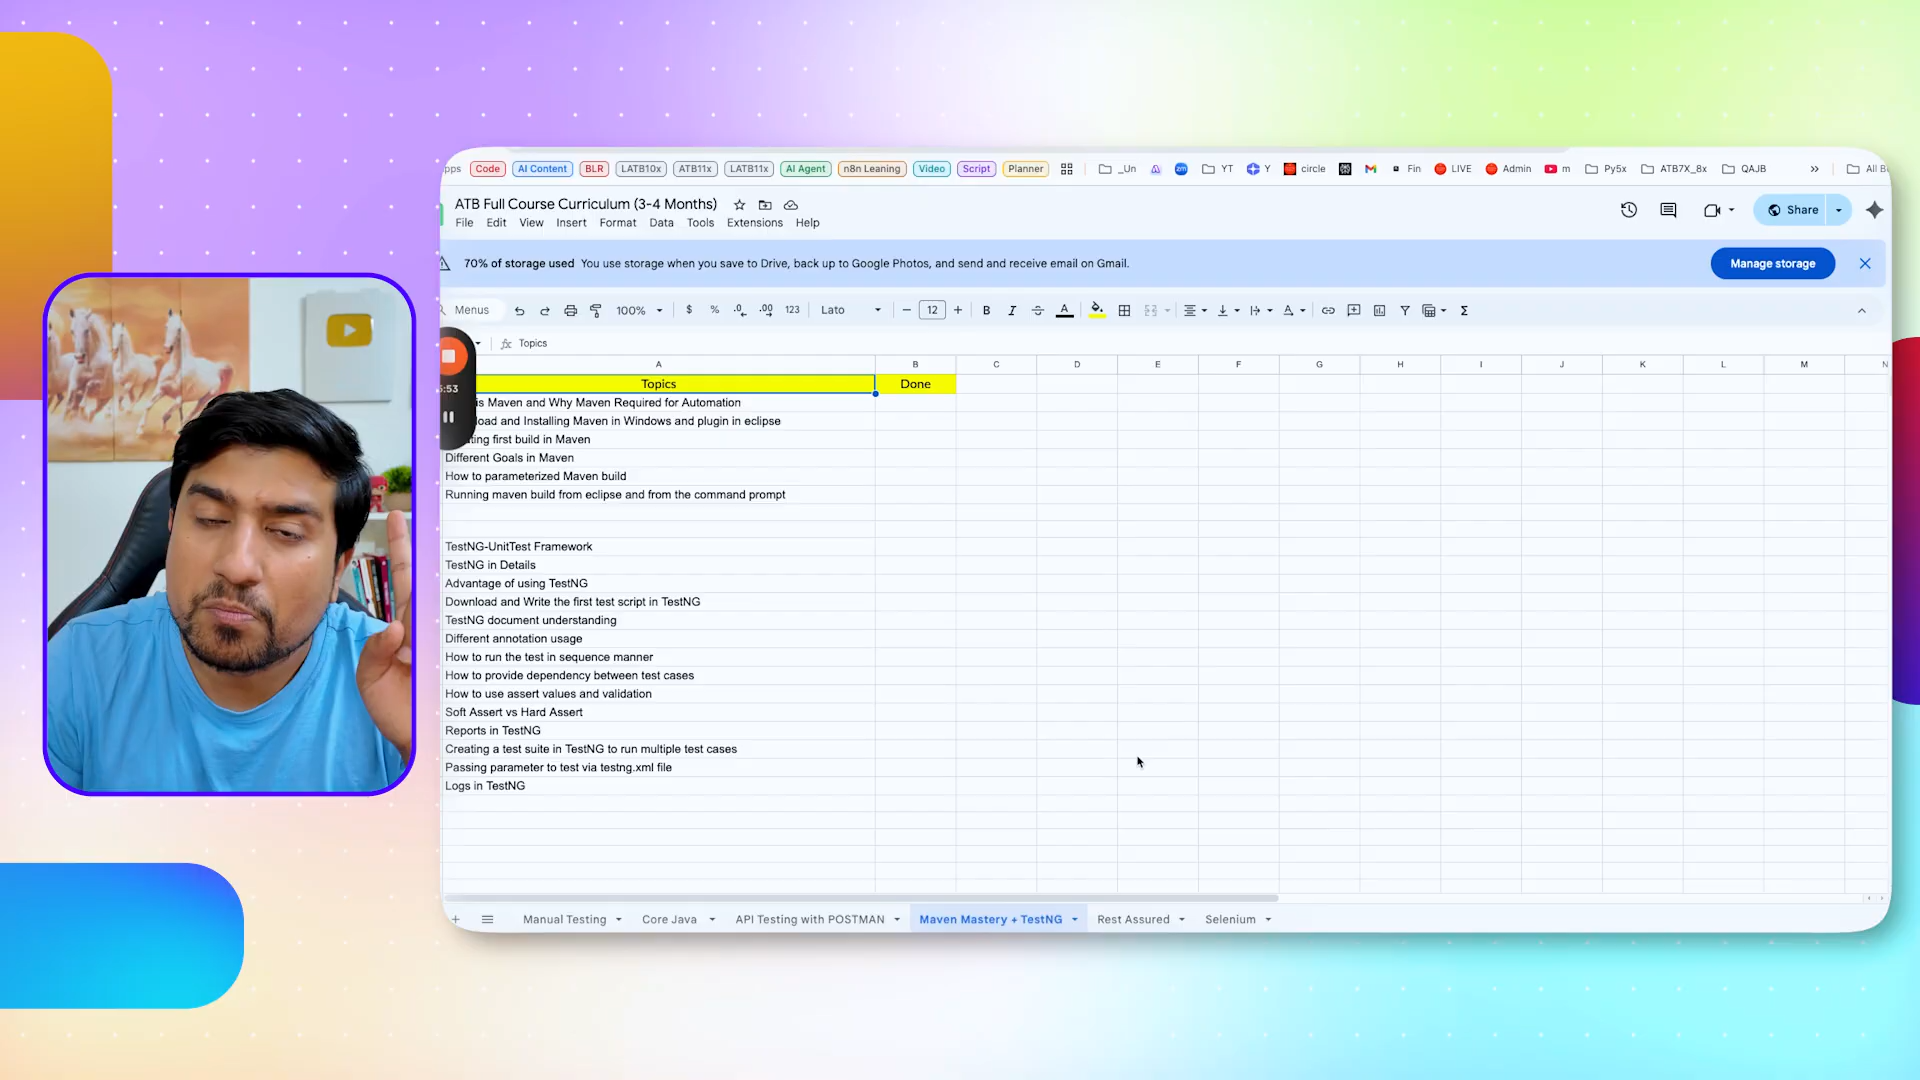 pps Code AI Content BLR LATB10x ATB11x LATB11x AI Agent n8n Leaning Video Script Planner _Un zm YT Y circle Fin LIVE Admin m Py5x ATB7X_8x QAJB » All B
ATB Full Course Curriculum (3-4 Months)
File Edit View Insert Format Data Tools Extensions Help
Share
70% of storage used You use storage when you save to Drive, back up to Google Photos, and send and receive email on Gmail.
Manage storage
Menus 100% $ % .0 .00 123 Lato 12 B I A Σ
fx Topics
A B C D E F G H I J K L M N
Topics Done
:53
is Maven and Why Maven Required for Automation
load and Installing Maven in Windows and plugin in eclipse
ting first build in Maven
Different Goals in Maven
How to parameterized Maven build
Running maven build from eclipse and from the command prompt
TestNG-UnitTest Framework
TestNG in Details
Advantage of using TestNG
Download and Write the first test script in TestNG
TestNG document understanding
Different annotation usage
How to run the test in sequence manner
How to provide dependency between test cases
How to use assert values and validation
Soft Assert vs Hard Assert
Reports in TestNG
Creating a test suite in TestNG to run multiple test cases
Passing parameter to test via testng.xml file
Logs in TestNG
Manual Testing Core Java API Testing with POSTMAN Maven Mastery + TestNG Rest Assured Selenium